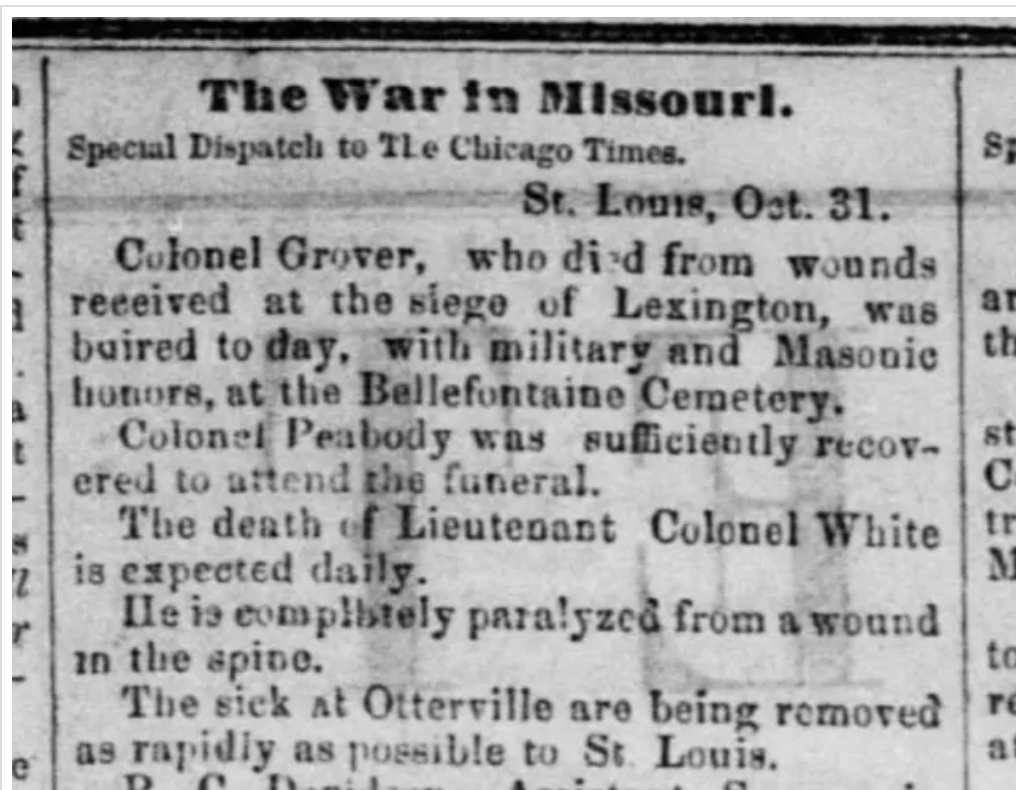 The War in Missouri.
Special Dispatch to The Chicago Times.
St. Louis, Oct. 31.
Colonel Grover, who died from wounds
received at the siege of Lexington, was
buired to day, with military and Masonic
honors, at the Bellefontaine Cemetery.
Colonel Peabody was sufficiently recov-
ered to attend the funeral.
The death of Lieutenant Colonel White
is expected daily.
He is complbtely paralyzed from a wound
in the spine.
The sick at Otterville are being removed
as rapidly as possible to St. Louis.